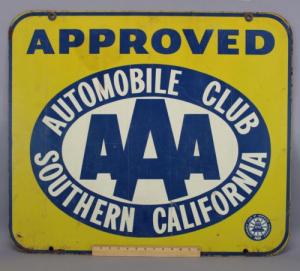 APPROVED
AUTOMOBILE CLUB
AAA
SOUTHERN CALIFORNIA